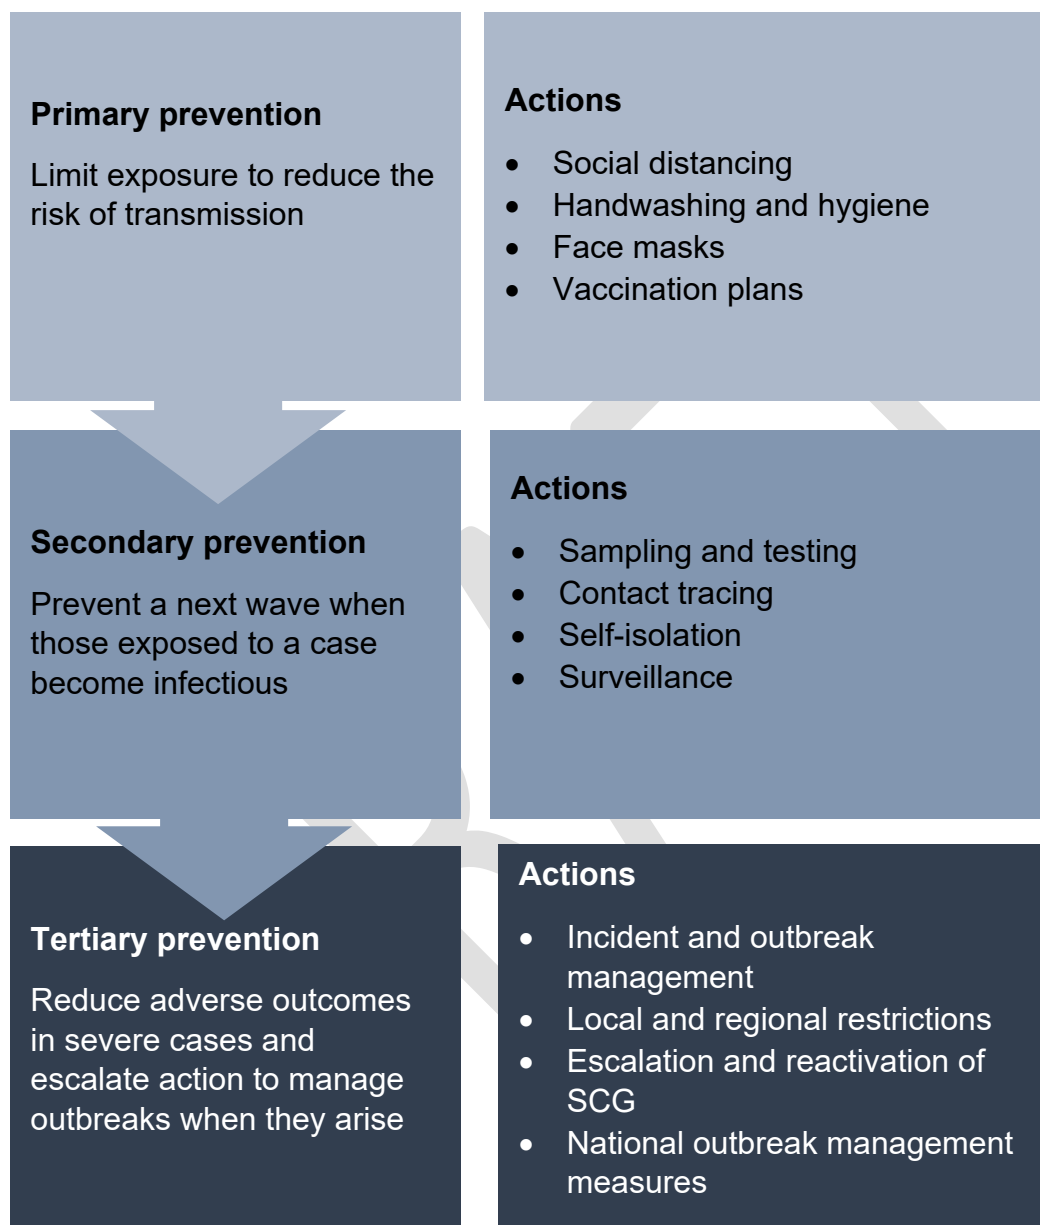 Primary prevention
Limit exposure to reduce the
risk of transmission
Actions
• Social distancing
• Handwashing and hygiene
• Face masks
• Vaccination plans
Secondary prevention
Prevent a next wave when
those exposed to a case
become infectious
Actions
• Sampling and testing
• Contact tracing
• Self-isolation
• Surveillance
Tertiary prevention
Reduce adverse outcomes
in severe cases and
escalate action to manage
outbreaks when they arise
Actions
• Incident and outbreak
management
• Local and regional restrictions
• Escalation and reactivation of
SCG
• National outbreak management
measures